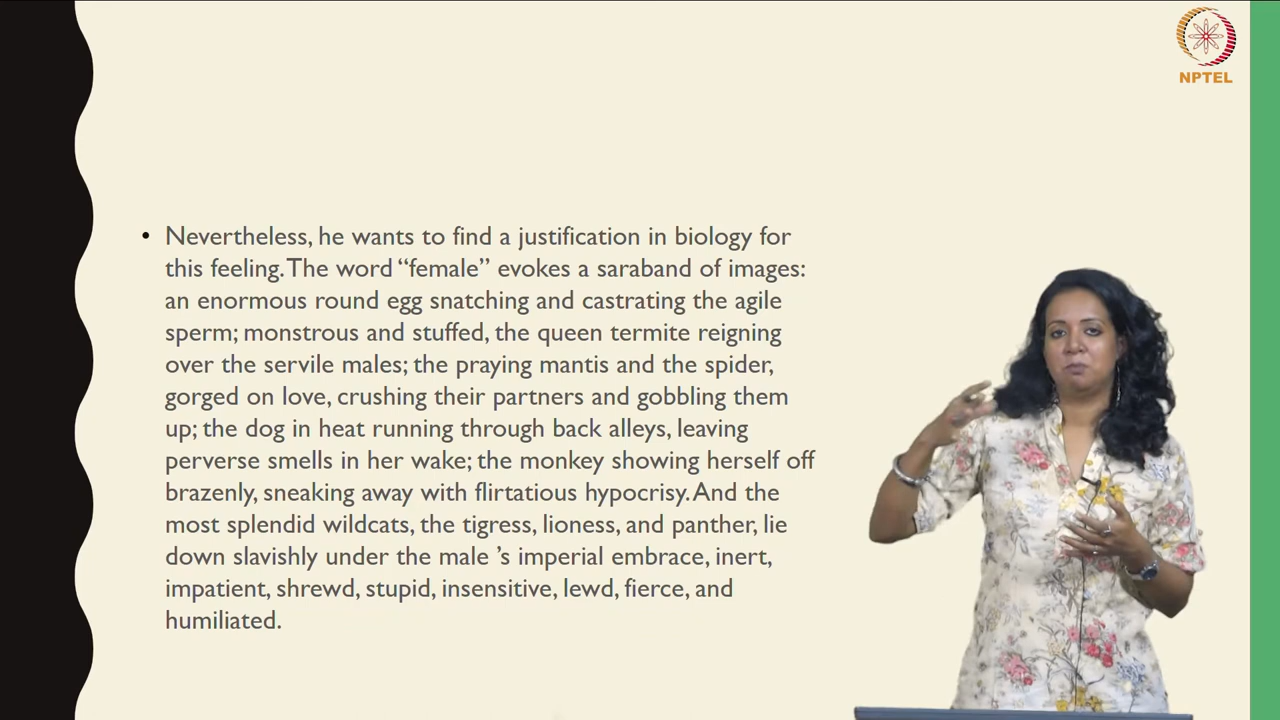 NPTEL
• Nevertheless, he wants to find a justification in biology for
this feeling. The word “female” evokes a saraband of images:
an enormous round egg snatching and castrating the agile
sperm; monstrous and stuffed, the queen termite reigning
over the servile males; the praying mantis and the spider,
gorged on love, crushing their partners and gobbling them
up; the dog in heat running through back alleys, leaving
perverse smells in her wake; the monkey showing herself off
brazenly, sneaking away with flirtatious hypocrisy. And the
most splendid wildcats, the tigress, lioness, and panther, lie
down slavishly under the male ’s imperial embrace, inert,
impatient, shrewd, stupid, insensitive, lewd, fierce, and
humiliated.